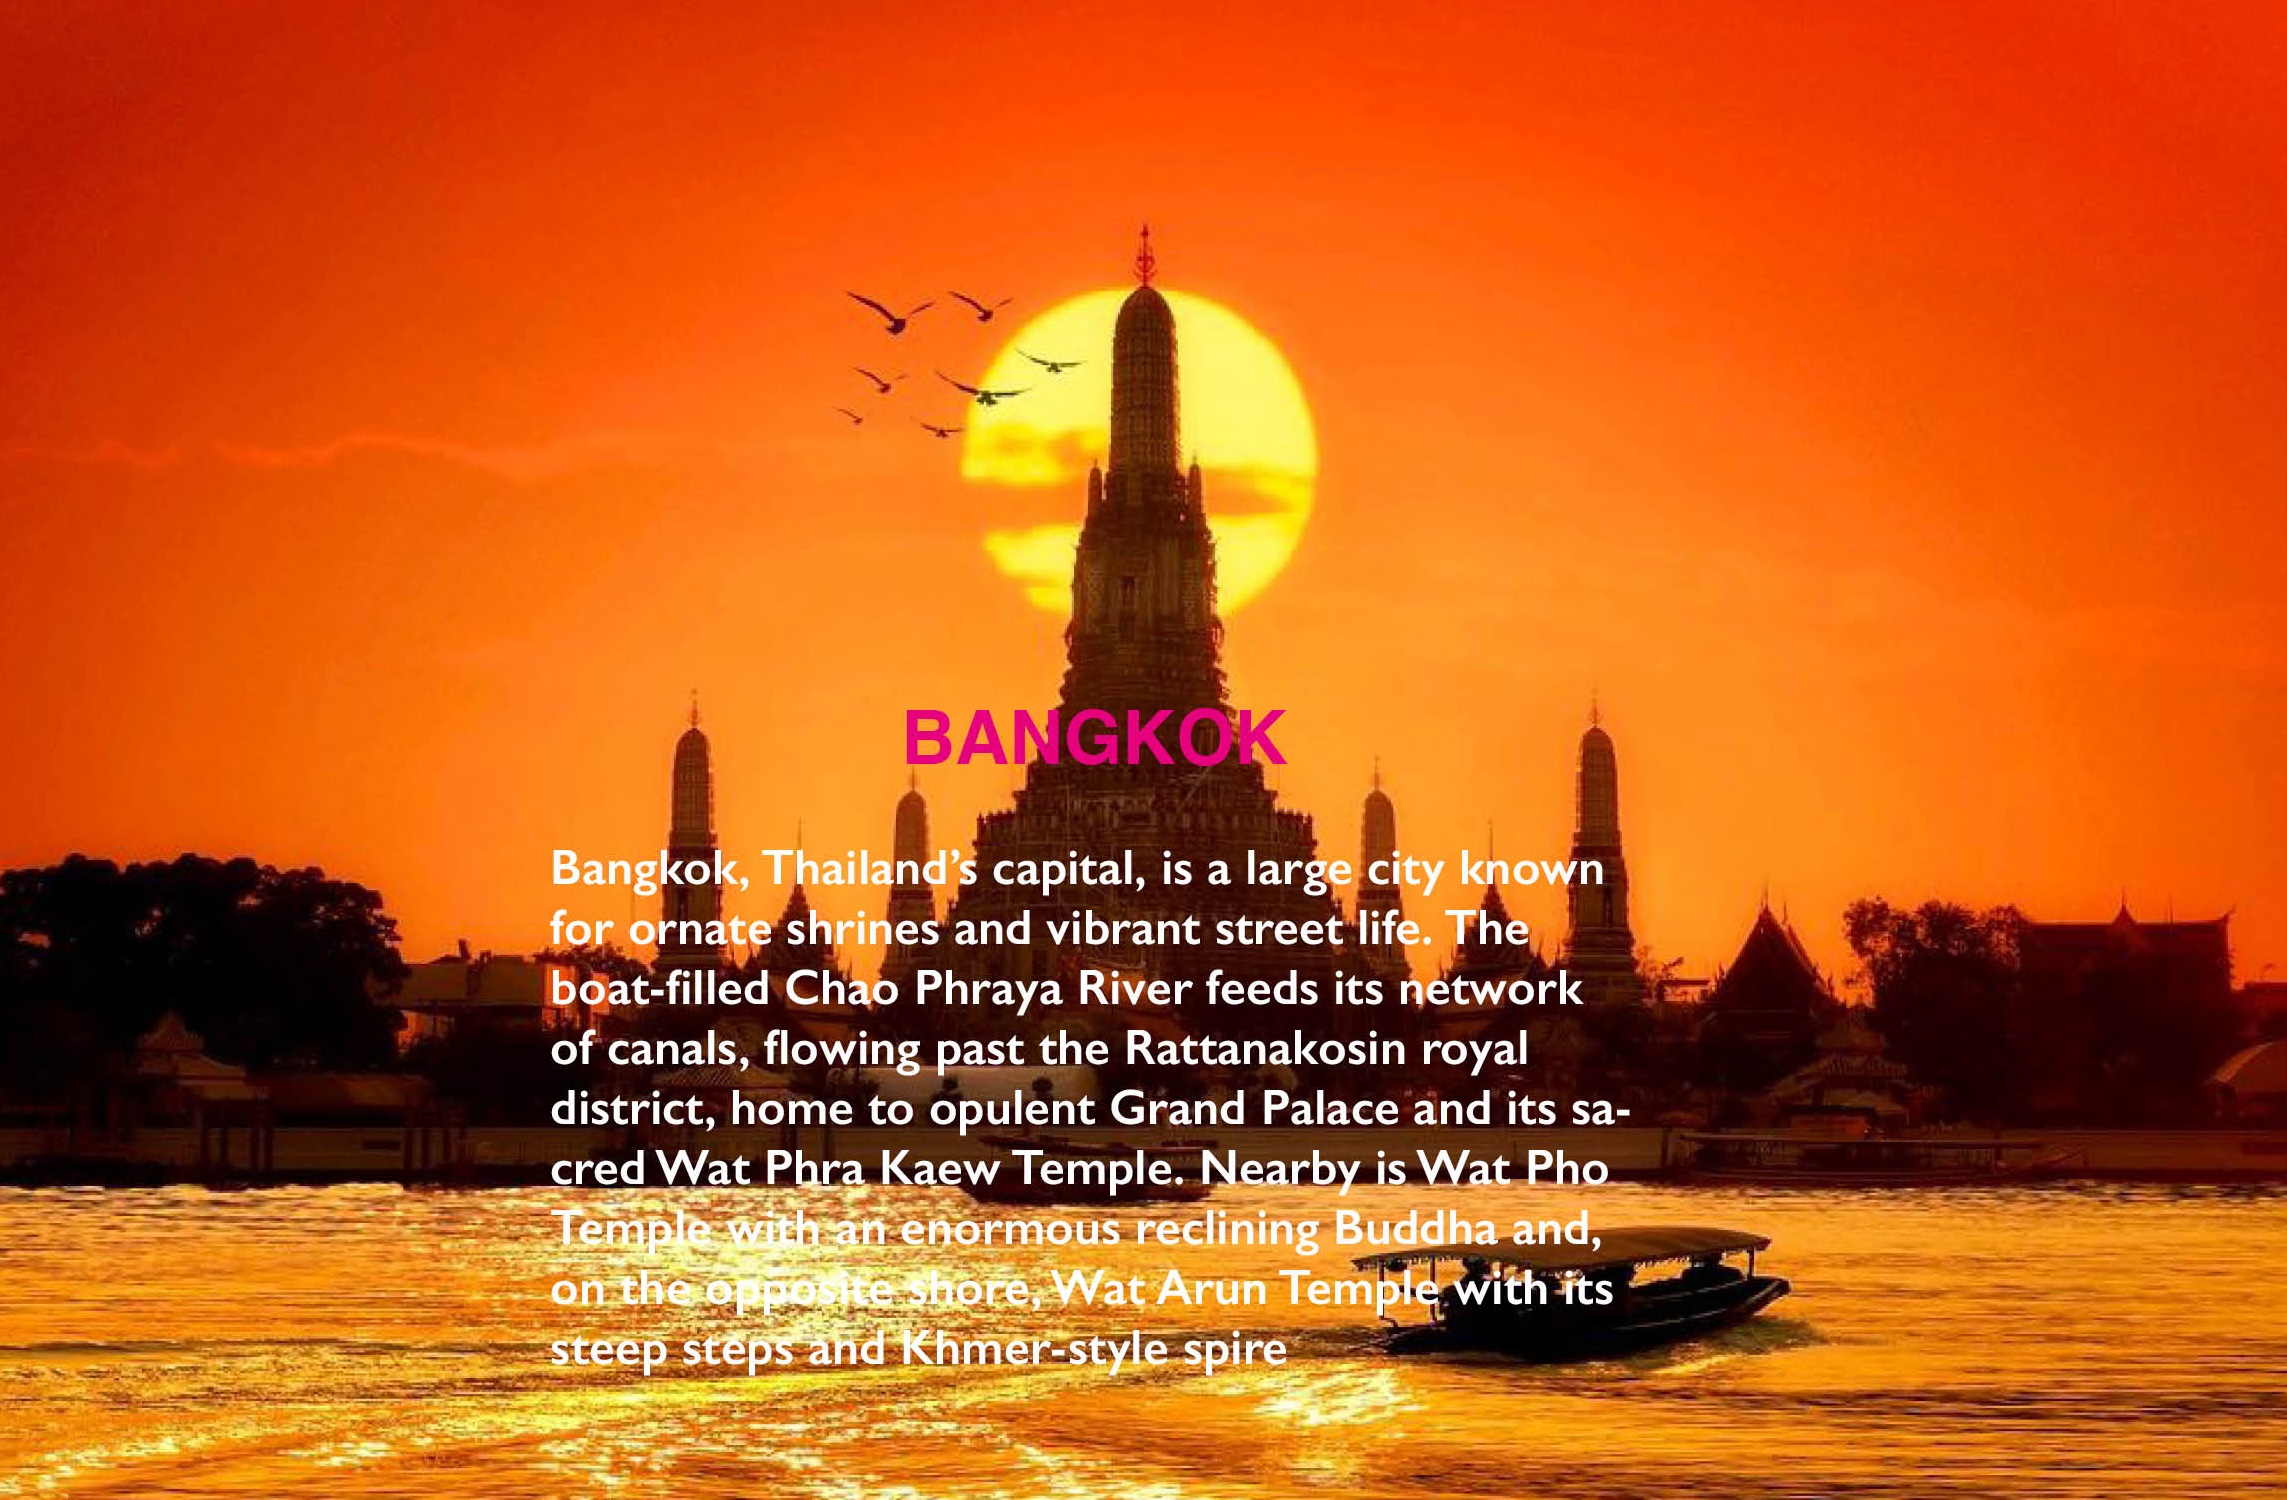 BANGKOK
Bangkok, Thailand’s capital, is a large city known
for ornate shrines and vibrant street life. The
boat-filled Chao Phraya River feeds its network
of canals, flowing past the Rattanakosin royal
district, home to opulent Grand Palace and its sa-
cred Wat Phra Kaew Temple. Nearby is Wat Pho
Temple with an enormous reclining Buddha and,
on the opposite shore, Wat Arun Temple with its
steep steps and Khmer-style spire